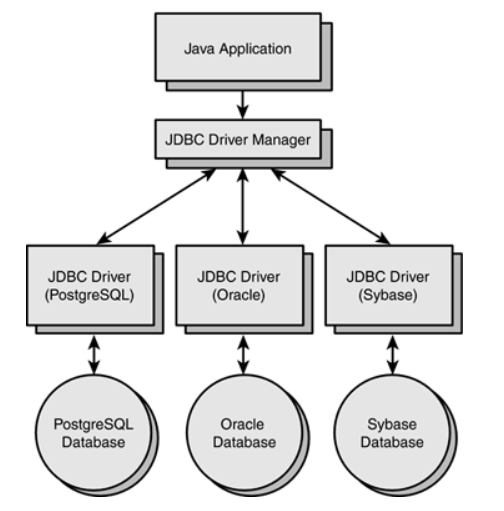 Java Application
JDBC Driver Manager
JDBC Driver
(PostgreSQL)
JDBC Driver
(Oracle)
JDBC Driver
(Sybase)
PostgreSQL
Database
Oracle
Database
Sybase
Database